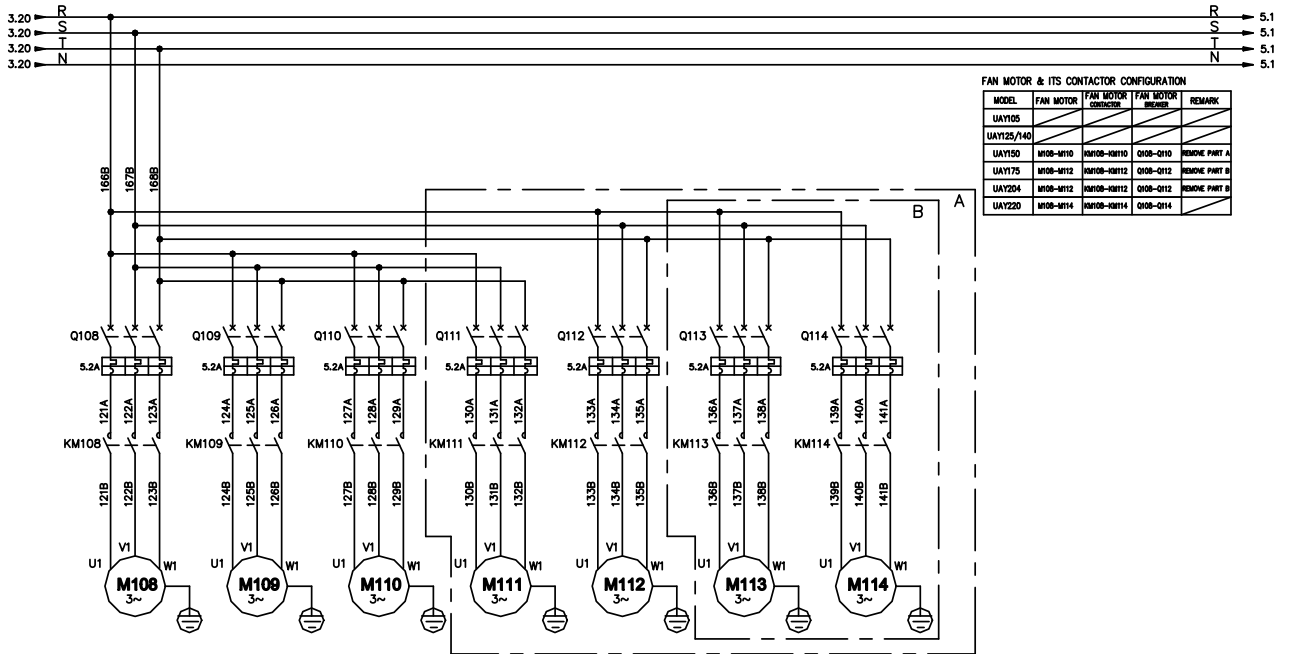 3.20 R R 5.1
3.20 S S 5.1
3.20 T T 5.1
3.20 N N 5.1
FAN MOTOR & ITS CONTACTOR CONFIGURATION
MODEL FAN MOTOR FAN MOTOR CONTACTOR FAN MOTOR BREAKER REMARK
UAY105
UAY125/140
UAY150 M108-M110 KM108-KM110 Q108-Q110 REMOVE PART A
UAY175 M108-M112 KM108-KM112 Q108-Q112 REMOVE PART B
UAY204 M108-M112 KM108-KM112 Q108-Q112 REMOVE PART B
UAY220 M108-M114 KM108-KM114 Q108-Q114
166B 167B 168B
B A
Q108 Q109 Q110 Q111 Q112 Q113 Q114
5.2A 5.2A 5.2A 5.2A 5.2A 5.2A 5.2A
121A 122A 123A 124A 125A 126A 127A 128A 129A 130A 131A 132A 133A 134A 135A 136A 137A 138A 139A 140A 141A
KM108 KM109 KM110 KM111 KM112 KM113 KM114
121B 122B 123B 124B 125B 126B 127B 128B 129B 130B 131B 132B 133B 134B 135B 136B 137B 138B 139B 140B 141B
U1 V1 W1 U1 V1 W1 U1 V1 W1 U1 V1 W1 U1 V1 W1 U1 V1 W1 U1 V1 W1
M108 M109 M110 M111 M112 M113 M114
3~ 3~ 3~ 3~ 3~ 3~ 3~